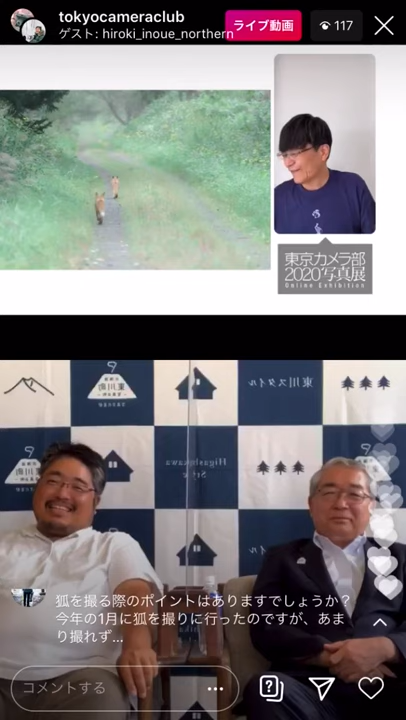 tokyocameraclub
ゲスト: hiroki_inoue_northern
ライブ動画
117
東京カメラ部
2020写真展
Online Exhibition
東川町
東川スタイル
Higashikawa
Style
狐を撮る際のポイントはありますでしょうか？
今年の1月に狐を撮りに行ったのですが、あま
り撮れず...
コメントする